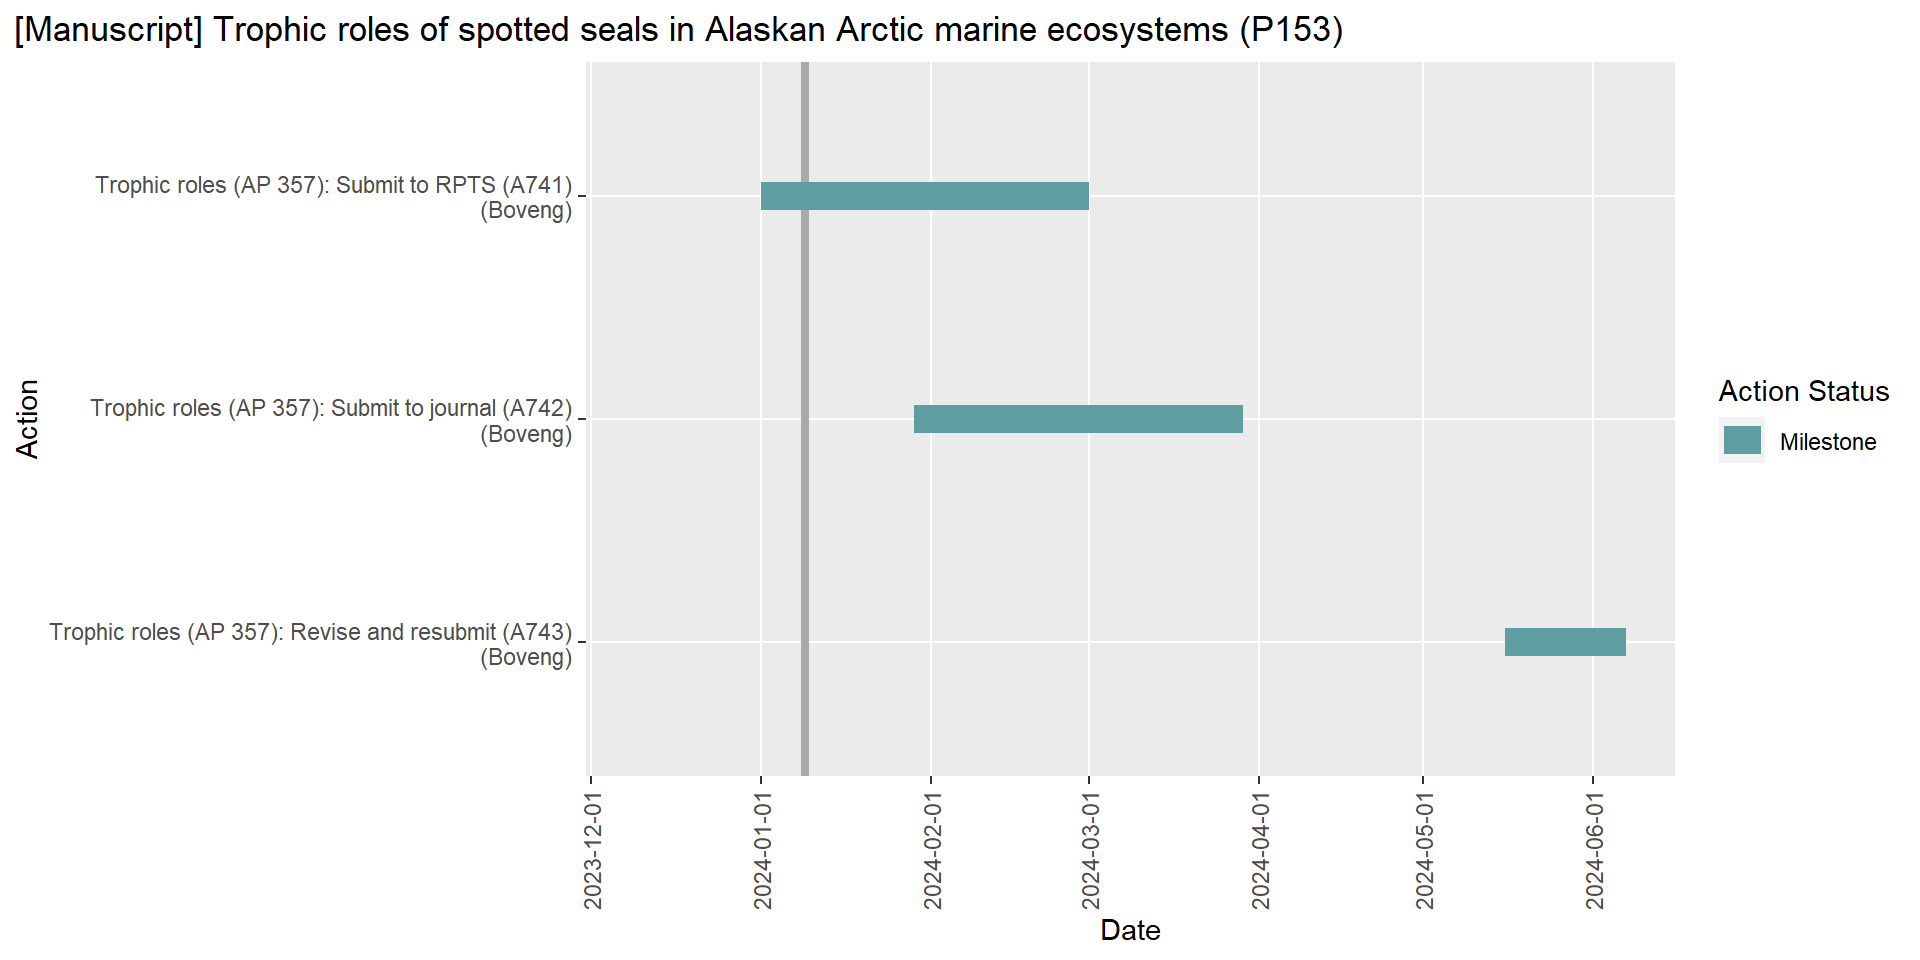 [Manuscript] Trophic roles of spotted seals in Alaskan Arctic marine ecosystems (P153)
Action
Trophic roles (AP 357): Submit to RPTS (A741)
(Boveng)
Trophic roles (AP 357): Submit to journal (A742)
(Boveng)
Trophic roles (AP 357): Revise and resubmit (A743)
(Boveng)
2023-12-01
2024-01-01
2024-02-01
2024-03-01
2024-04-01
2024-05-01
2024-06-01
Date
Action Status
Milestone